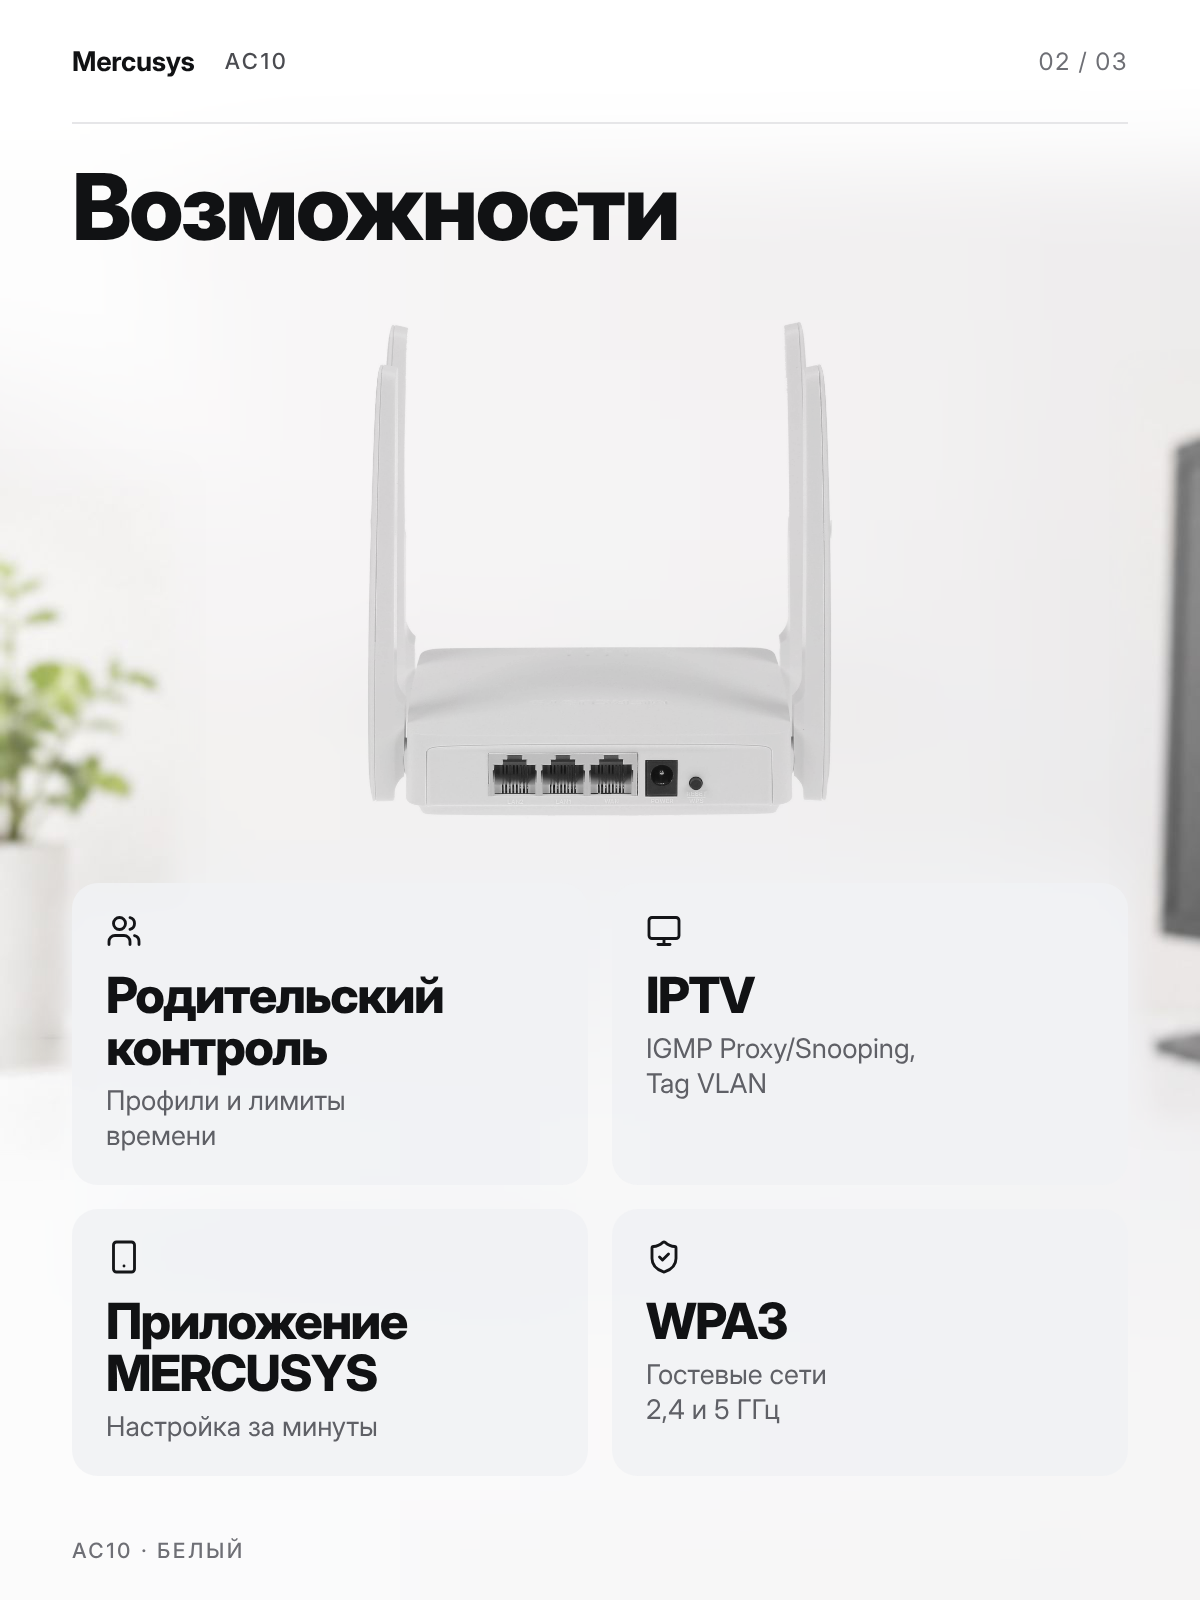 Mercusys AC10 02 / 03
Возможности
Родительский
контроль
Профили и лимиты
времени
IPTV
IGMP Proxy/Snooping,
Tag VLAN
Приложение
MERCUSYS
Настройка за минуты
WPA3
Гостевые сети
2,4 и 5 ГГц
AC10 · БЕЛЫЙ